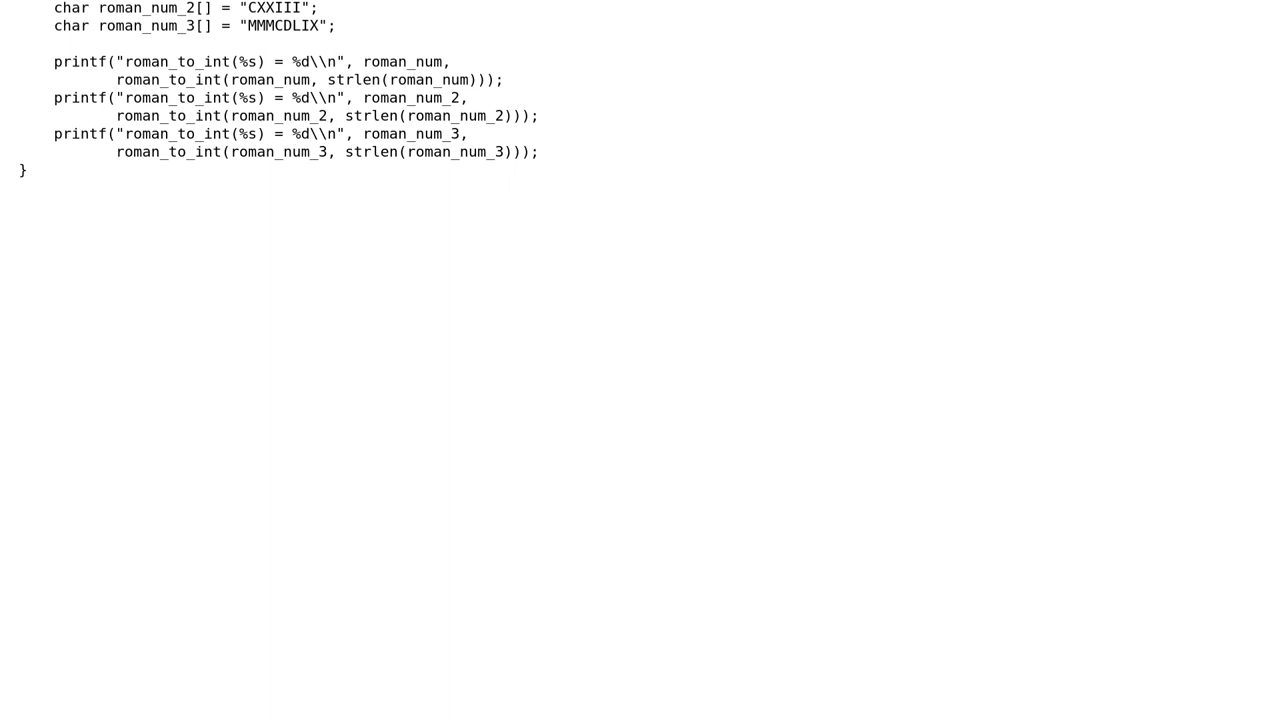 char roman_num_2[] = "CXXIII";
    char roman_num_3[] = "MMMCDLIX";

    printf("roman_to_int(%s) = %d\\n", roman_num,
           roman_to_int(roman_num, strlen(roman_num)));
    printf("roman_to_int(%s) = %d\\n", roman_num_2,
           roman_to_int(roman_num_2, strlen(roman_num_2)));
    printf("roman_to_int(%s) = %d\\n", roman_num_3,
           roman_to_int(roman_num_3, strlen(roman_num_3)));
}